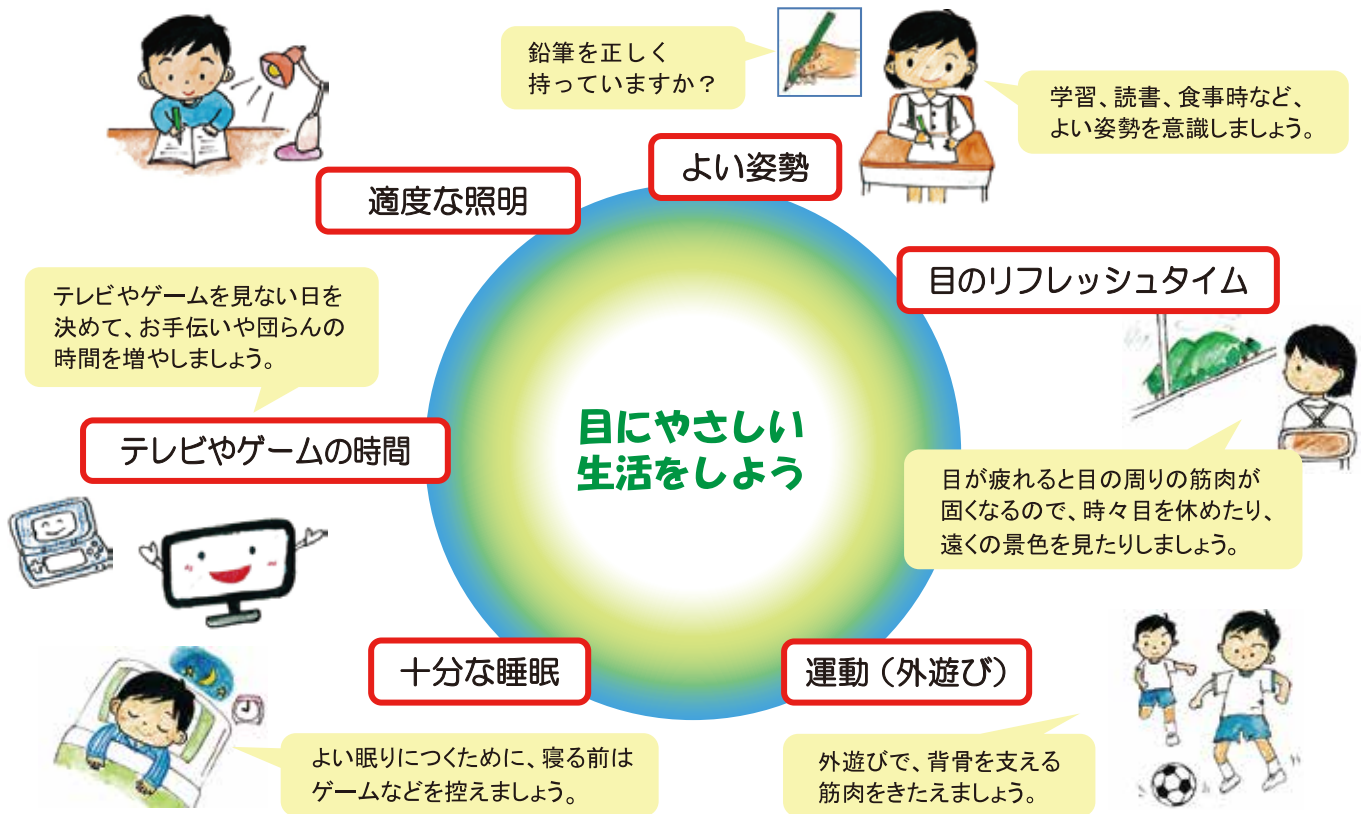 鉛筆を正しく
持っていますか？
学習、読書、食事時など、
よい姿勢を意識しましょう。
よい姿勢
適度な照明
目のリフレッシュタイム
テレビやゲームを見ない日を
決めて、お手伝いや団らんの
時間を増やしましょう。
テレビやゲームの時間
目にやさしい
生活をしよう
目が疲れると目の周りの筋肉が
固くなるので、時々目を休めたり、
遠くの景色を見たりしましょう。
十分な睡眠
運動（外遊び）
よい眠りにつくために、寝る前は
ゲームなどを控えましょう。
外遊びで、背骨を支える
筋肉をきたえましょう。